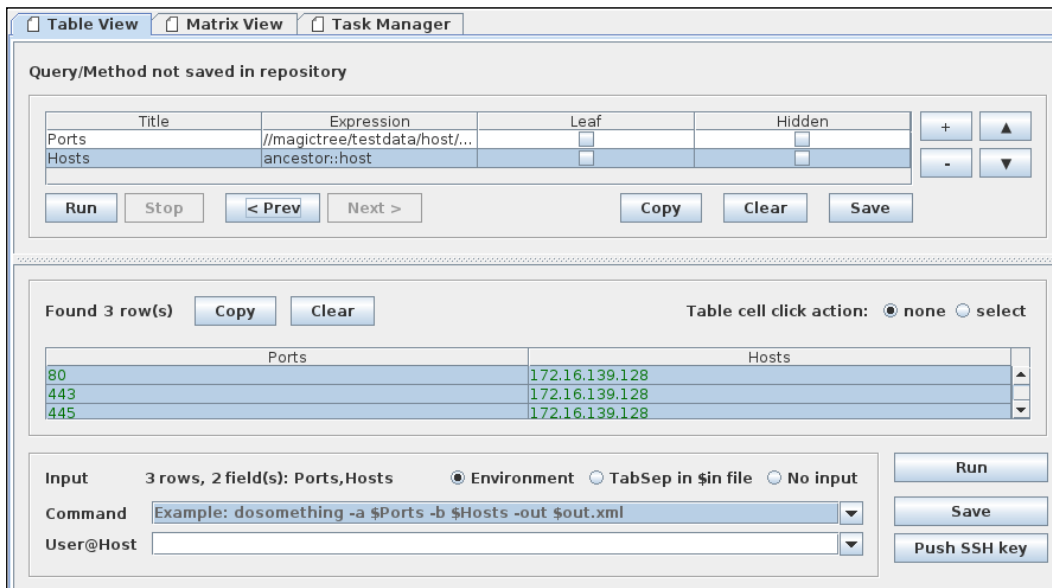 Table View Matrix View Task Manager
Query/Method not saved in repository
Title Expression Leaf Hidden
Ports //magictree/testdata/host/...
Hosts ancestor::host
+
-
Run Stop < Prev Next > Copy Clear Save
Found 3 row(s) Copy Clear Table cell click action: none select
Ports Hosts
80 172.16.139.128
443 172.16.139.128
445 172.16.139.128
Input 3 rows, 2 field(s): Ports,Hosts Environment TabSep in $in file No input Run
Command Example: dosomething -a $Ports -b $Hosts -out $out.xml Save
User@Host Push SSH key